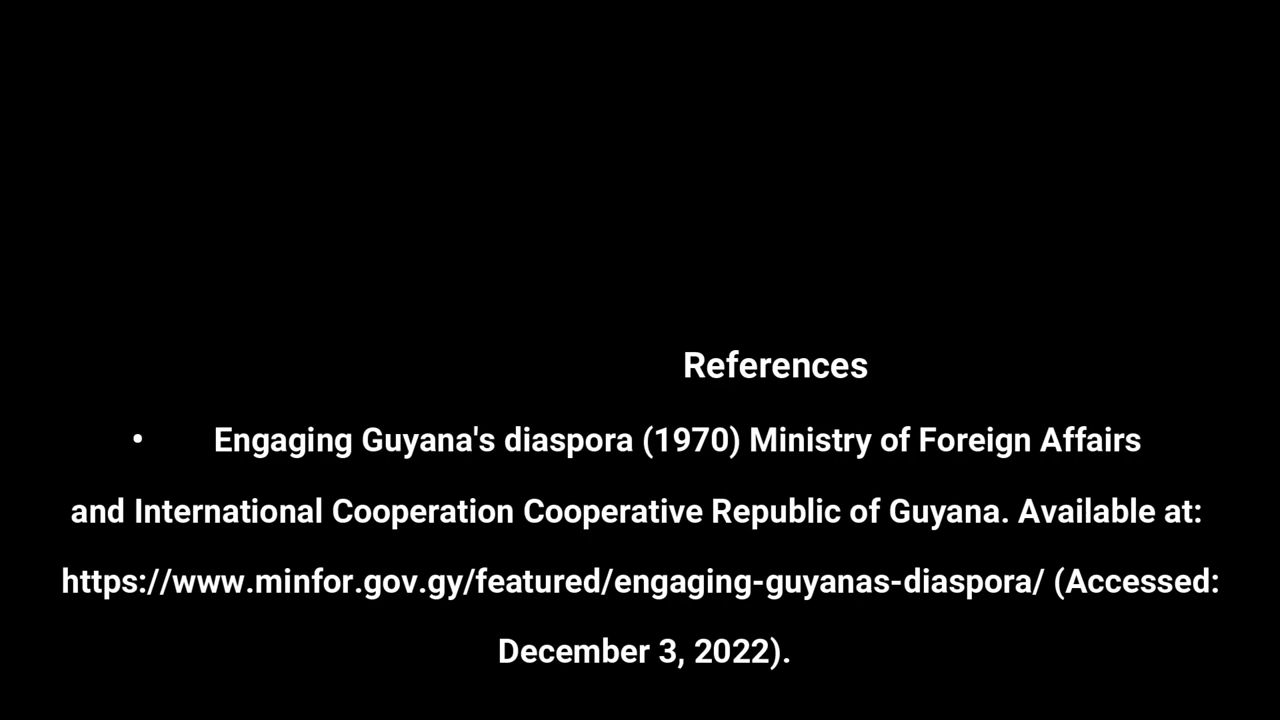 References
• Engaging Guyana's diaspora (1970) Ministry of Foreign Affairs
and International Cooperation Cooperative Republic of Guyana. Available at:
https://www.minfor.gov.gy/featured/engaging-guyanas-diaspora/ (Accessed:
December 3, 2022).